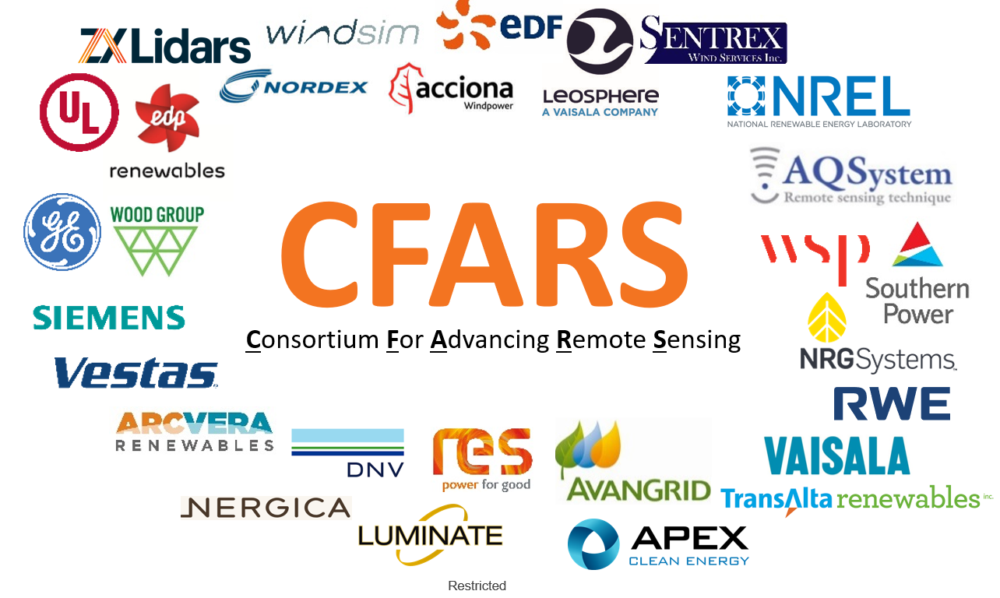 ZX Lidars
windsim
edF
SENTREX
WIND SERVICES INC.
UL
edp
renewables
NORDEX
acciona
Windpower
LEOSPHERE
A VAISALA COMPANY
NREL
NATIONAL RENEWABLE ENERGY LABORATORY
AQSystem
Remote sensing technique
GE
WOOD GROUP
CFARS
Consortium For Advancing Remote Sensing
wsp
Southern
Power
SIEMENS
NRGSystems™
Vestas
RWE
ARCVERA
RENEWABLES
DNV
res
power for good
AVANGRID
VAISALA
TransAlta renewables inc.
NERGICA
LUMINATE
APEX
CLEAN ENERGY
Restricted